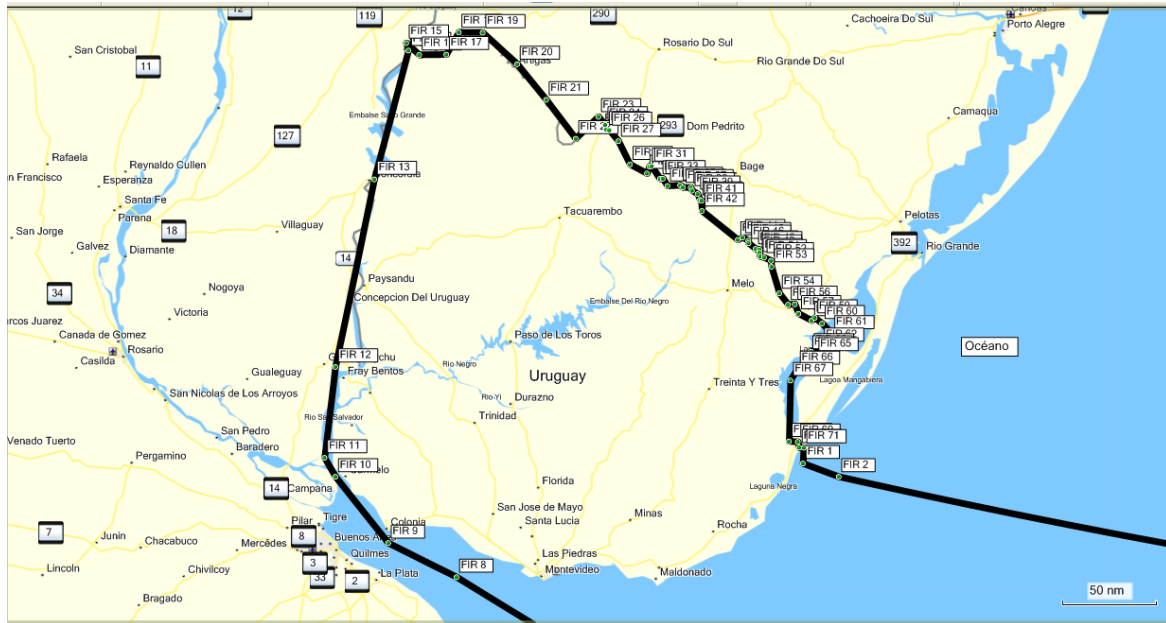 12
119
290
FIR 15
FIR 19
FIR 17
Cachoeira Do Sul
Canoas
Porto Alegre
San Cristobal
11
FIR 20
Rosario Do Sul
Rio Grande Do Sul
FIR 21
Embalse Salto Grande
FIR 23
FIR 26
FIR 27
293
Dom Pedrito
Camaqua
127
Rafaela
Reynaldo Cullen
Esperanza
FIR 13
Concordia
FIR 31
Bage
FIR 41
FIR 42
Santa Fe
Parana
Tacuarembo
Pelotas
San Jorge
18
Villaguay
Galvez
Diamante
14
392
Rio Grande
FIR 53
Paysandu
34
Nogoya
Concepcion Del Uruguay
Embalse Del Rio Negro
Melo
FIR 54
FIR 56
Victoria
FIR 60
FIR 61
Canada de Gomez
Rosario
Casilda
Paso De Los Toros
FIR 65
Océano
FIR 12
Rio Negro
FIR 66
FIR 67
Gualeguay
Fray Bentos
Uruguay
Treinta Y Tres
Lagoa Mangabiera
San Nicolas de Los Arroyos
Rio Yi
Durazno
Trinidad
San Pedro
Venado Tuerto
FIR 11
Baradero
FIR 71
FIR 1
Pergamino
FIR 10
FIR 2
14
Campana
Florida
Laguna Negra
San Jose de Mayo
Minas
Pilar
Tigre
Colonia
Santa Lucia
Rocha
7
Junin
Chacabuco
8
FIR 9
Mercedes
Quilmes
Las Piedras
3
FIR 8
Lincoln
Chivilcoy
33
2
La Plata
Montevideo
Maldonado
Bragado
50 nm